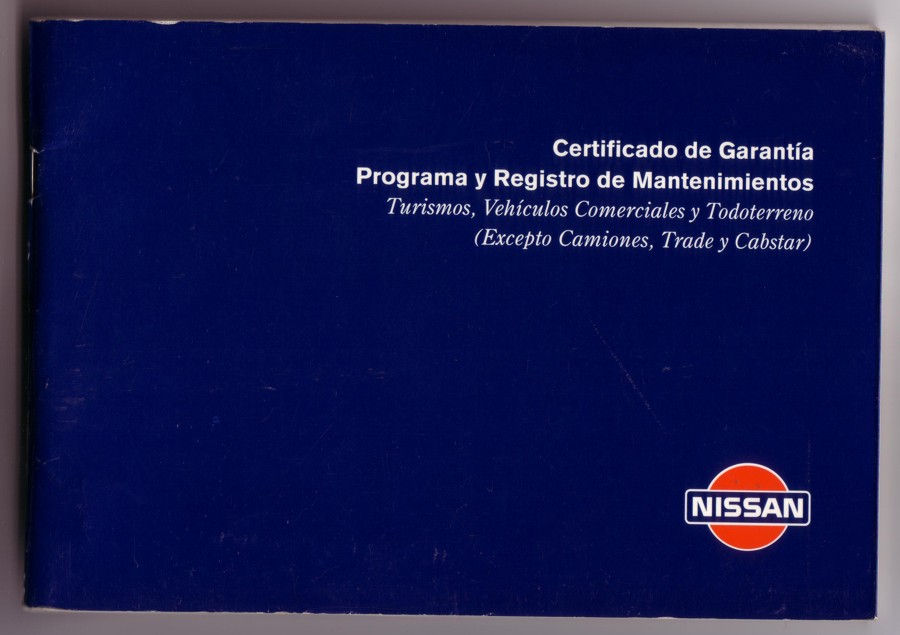 Certificado de Garantía
Programa y Registro de Mantenimientos
Turismos, Vehículos Comerciales y Todoterreno
(Excepto Camiones, Trade y Cabstar)
NISSAN